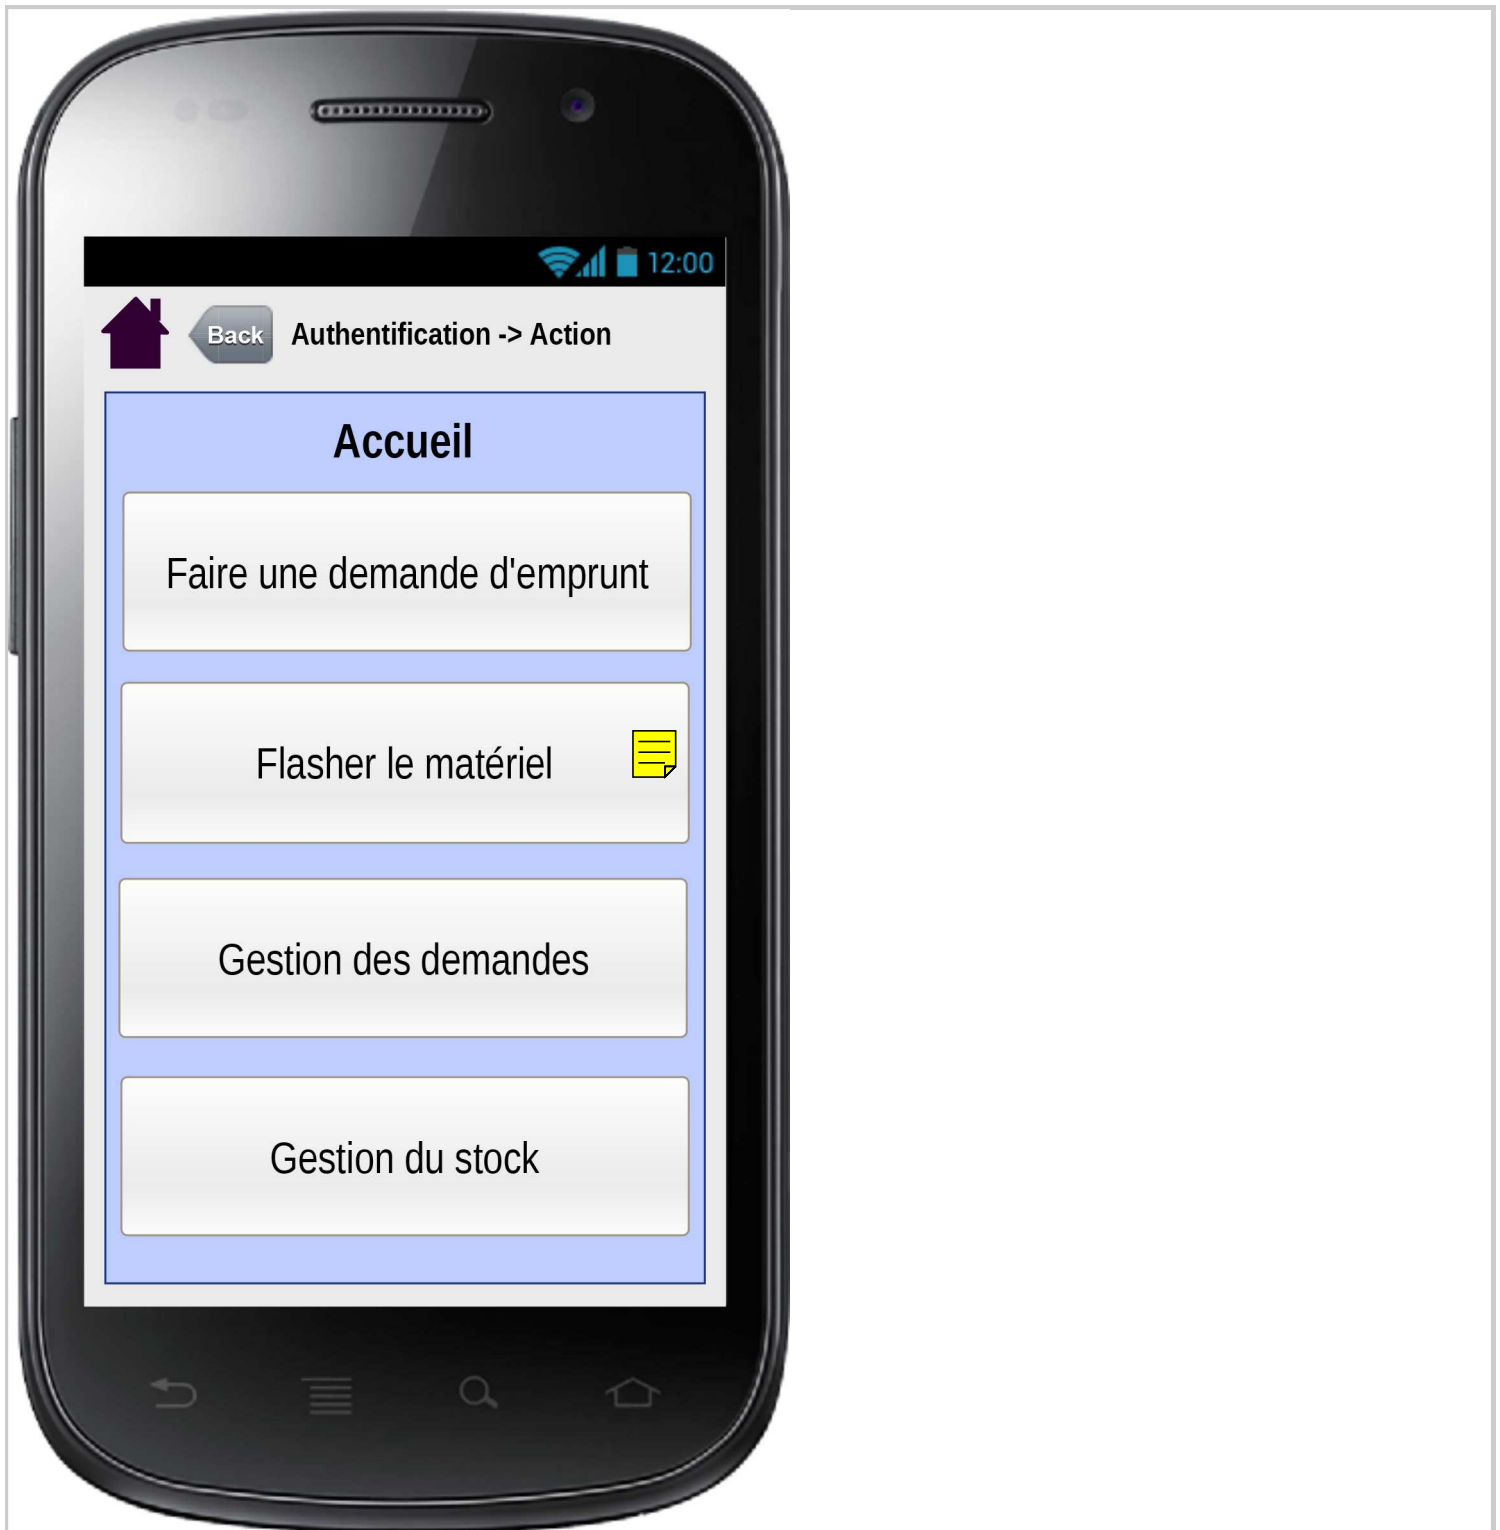 12:00
Back
Authentification -> Action
Accueil
Faire une demande d'emprunt
Flasher le matériel
Gestion des demandes
Gestion du stock